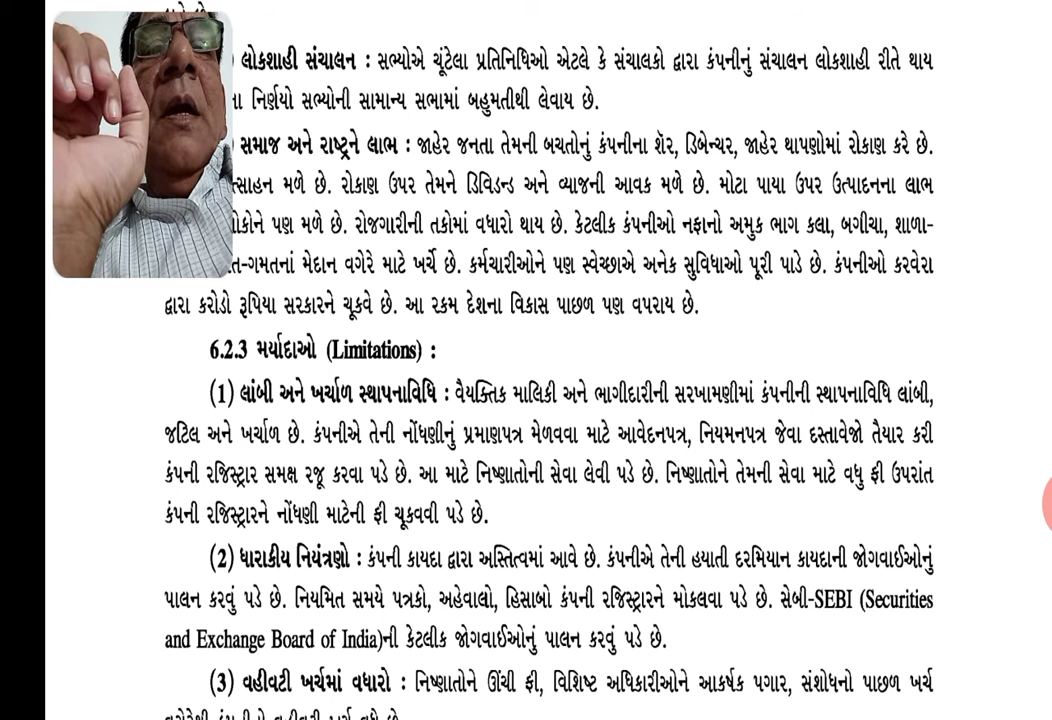 લોકશાહી સંચાલન : સભ્યોએ ચૂંટેલા પ્રતિનિધિઓ એટલે કે સંચાલકો દ્વારા કંપનીનું સંચાલન લોકશાહી રીતે થાય
નિર્ણયો સભ્યોની સામાન્ય સભામાં બહુમતીથી લેવાય છે.
સમાજ અને રાષ્ટ્રને લાભ : જાહેર જનતા તેમની બચતોનું કંપનીના શૅર, ડિબેન્ચર, જાહેર થાપણોમાં રોકાણ કરે છે.
ત્સાહન મળે છે. રોકાણ ઉપર તેમને ડિવિડન્ડ અને વ્યાજની આવક મળે છે. મોટા પાયા ઉપર ઉત્પાદનના લાભ
ોકોને પણ મળે છે. રોજગારીની તકોમાં વધારો થાય છે. કેટલીક કંપનીઓ નફાનો અમુક ભાગ કલા, બગીચા, શાળા-
ત-ગમતનાં મેદાન વગેરે માટે ખર્ચે છે. કર્મચારીઓને પણ સ્વેચ્છાએ અનેક સુવિધાઓ પૂરી પાડે છે. કંપનીઓ કરવેરા
દ્વારા કરોડો રૂપિયા સરકારને ચૂકવે છે. આ રકમ દેશના વિકાસ પાછળ પણ વપરાય છે.
6.2.3 મર્યાદાઓ (Limitations) :
(1) લાંબી અને ખર્ચાળ સ્થાપનાવિધિ : વૈયક્તિક માલિકી અને ભાગીદારીની સરખામણીમાં કંપનીની સ્થાપનાવિધિ લાંબી,
જટિલ અને ખર્ચાળ છે. કંપનીએ તેની નોંધણીનું પ્રમાણપત્ર મેળવવા માટે આવેદનપત્ર, નિયમનપત્ર જેવા દસ્તાવેજો તૈયાર કરી
કંપની રજિસ્ટ્રાર સમક્ષ રજૂ કરવા પડે છે. આ માટે નિષ્ણાતોની સેવા લેવી પડે છે. નિષ્ણાતોને તેમની સેવા માટે વધુ ફી ઉપરાંત
કંપની રજિસ્ટ્રારને નોંધણી માટેની ફી ચૂકવવી પડે છે.
(2) ધારાકીય નિયંત્રણો : કંપની કાયદા દ્વારા અસ્તિત્વમાં આવે છે. કંપનીએ તેની હયાતી દરમિયાન કાયદાની જોગવાઈઓનું
પાલન કરવું પડે છે. નિયમિત સમયે પત્રકો, અહેવાલો, હિસાબો કંપની રજિસ્ટ્રારને મોકલવા પડે છે. સેબી-SEBI (Securities
and Exchange Board of India)ની કેટલીક જોગવાઈઓનું પાલન કરવું પડે છે.
(3) વહીવટી ખર્ચમાં વધારો : નિષ્ણાતોને ઊંચી ફી, વિશિષ્ટ અધિકારીઓને આકર્ષક પગાર, સંશોધનો પાછળ ખર્ચ